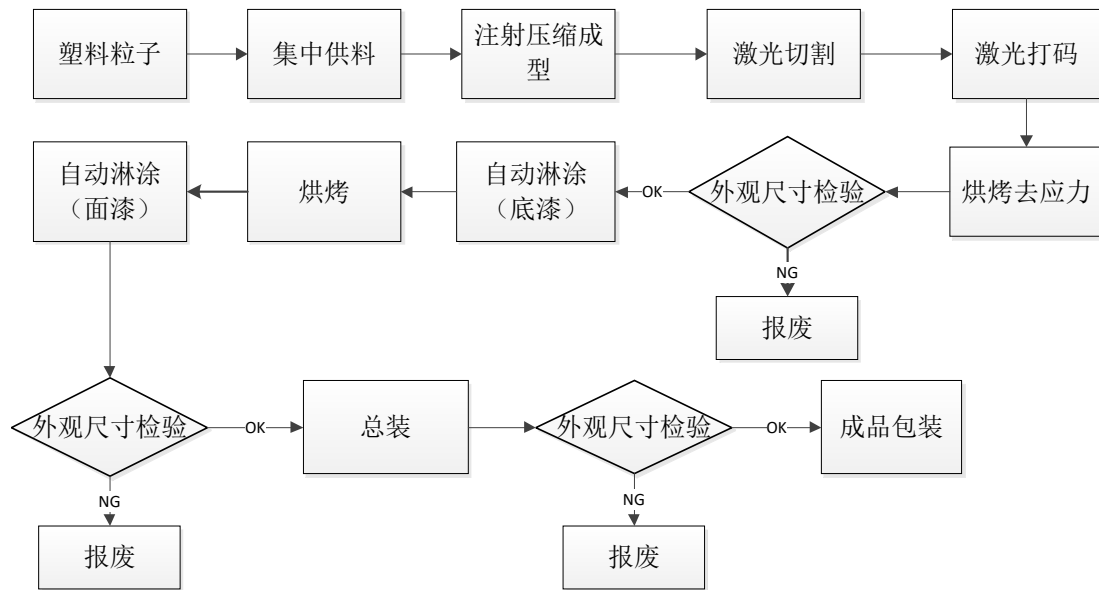 塑料粒子
集中供料
注射压缩成
型
激光切割
激光打码
自动淋涂
（面漆）
烘烤
自动淋涂
（底漆）
OK
外观尺寸检验
烘烤去应力
NG
报废
外观尺寸检验
OK
总装
外观尺寸检验
OK
成品包装
NG
报废
NG
报废